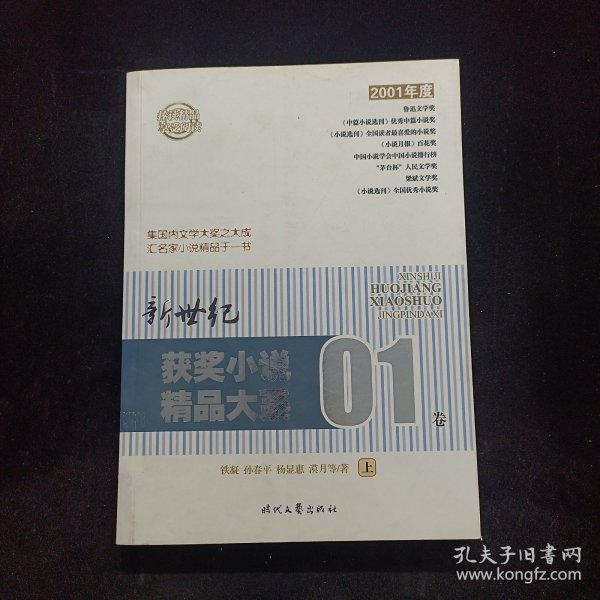 择珍精品
2001年度
鲁迅文学奖
《中篇小说选刊》优秀中篇小说奖
《小说选刊》全国读者最喜爱的小说奖
《小说月报》百花奖
中国小说学会中国小说排行榜
“茅台杯”人民文学奖
梁斌文学奖
《小说选刊》全国优秀小说奖
集国内文学大奖之大成
汇名家小说精品于一书
XINSHIJI
HUOJIANG
XIAOSHUO
JINGPINDAXI
新世纪
获奖小说
精品大系
01
卷
铁凝 孙春平 杨显惠 漠月等/著 上
时代文艺出版社
孔夫子旧书网
www.kongfz.com